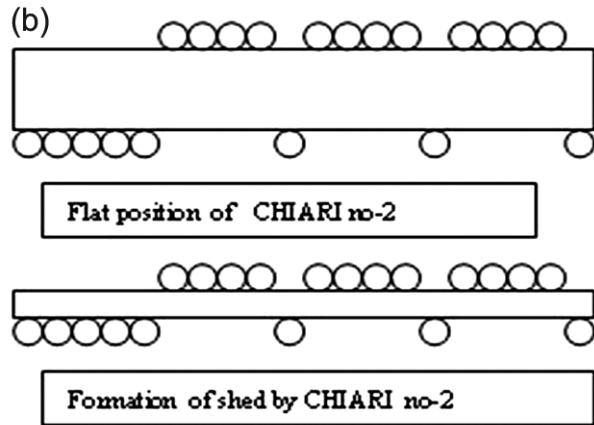 (b)
Flat position of CHIARI no-2
Formation of shed by CHIARI no-2